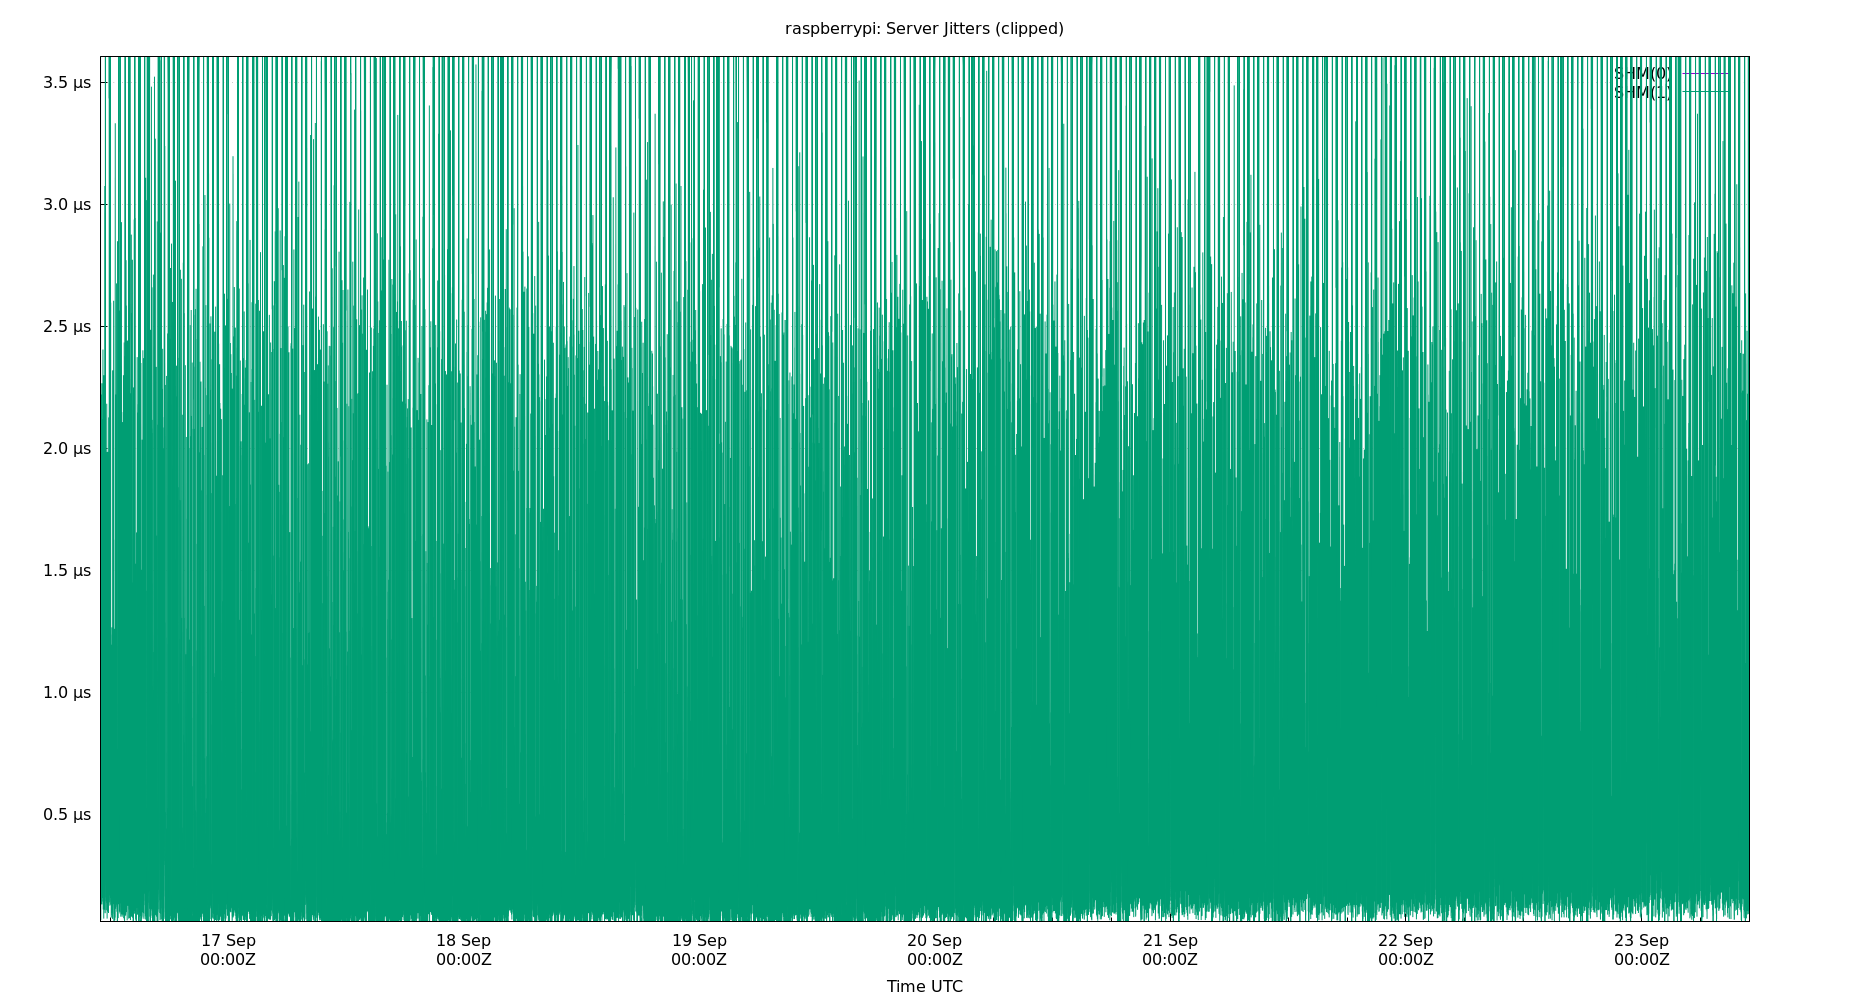 raspberrypi: Server Jitters (clipped)
SHM(0)
SHM(1)
3.5 µs
3.0 µs
2.5 µs
2.0 µs
1.5 µs
1.0 µs
0.5 µs
17 Sep
00:00Z
18 Sep
00:00Z
19 Sep
00:00Z
20 Sep
00:00Z
21 Sep
00:00Z
22 Sep
00:00Z
23 Sep
00:00Z
Time UTC